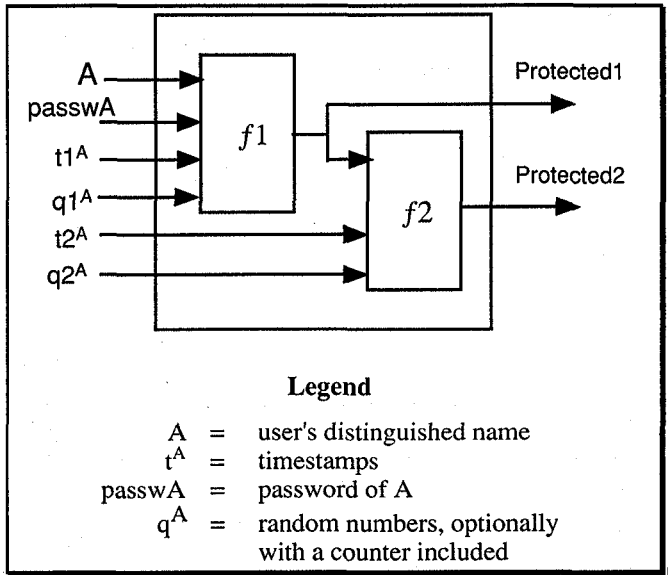 A
passwA
t1ᴬ
q1ᴬ
t2ᴬ
q2ᴬ
f1
f2
Protected1
Protected2
Legend
A = user's distinguished name
tᴬ = timestamps
passwA = password of A
qᴬ = random numbers, optionally
with a counter included